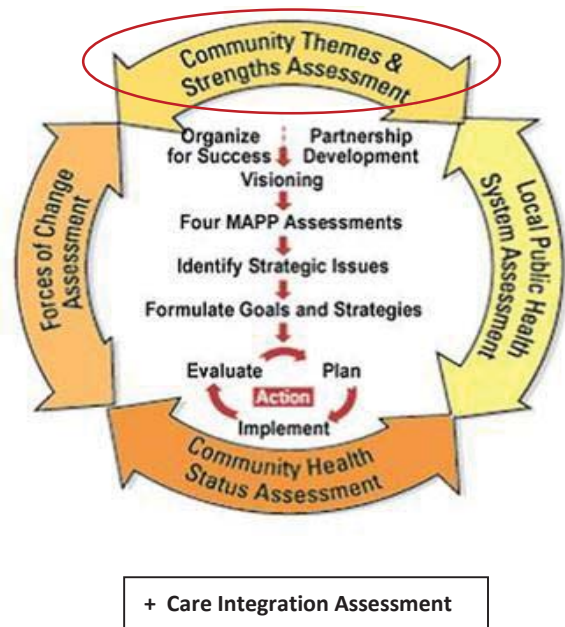 Community Themes &
Strengths Assessment
Organize Partnership
for Success Development
Visioning
Four MAPP Assessments
Identify Strategic Issues
Formulate Goals and Strategies
Evaluate Plan
Action
Implement
Forces of Change
Assessment
Local Public Health
System Assessment
Community Health
Status Assessment
+ Care Integration Assessment